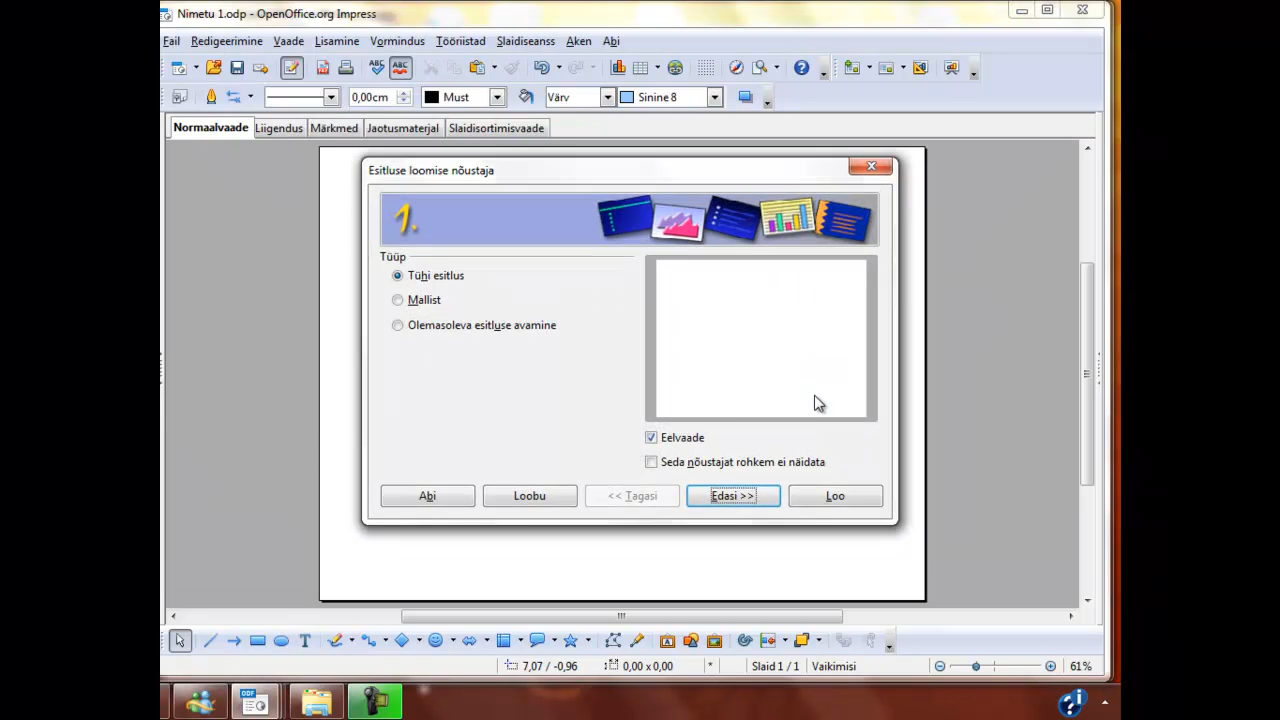 Nimetu 1.odp - OpenOffice.org Impress
Fail Redigeerimine Vaade Lisamine Vormindus Tööriistad Slaidiseanss Aken Abi
0,00cm Must Värv Sinine 8
Normaalvaade Liigendus Märkmed Jaotusmaterjal Slaidisortimisvaade
Esitluse loomise nõustaja
1.
Tüüp
Tühi esitlus
Mallist
Olemasoleva esitluse avamine
Eelvaade
Seda nõustajat rohkem ei näidata
Abi Loobu << Tagasi Edasi >> Loo
7,07 / -0,96 0,00 x 0,00 * Slaid 1 / 1 Vaikimisi 61%